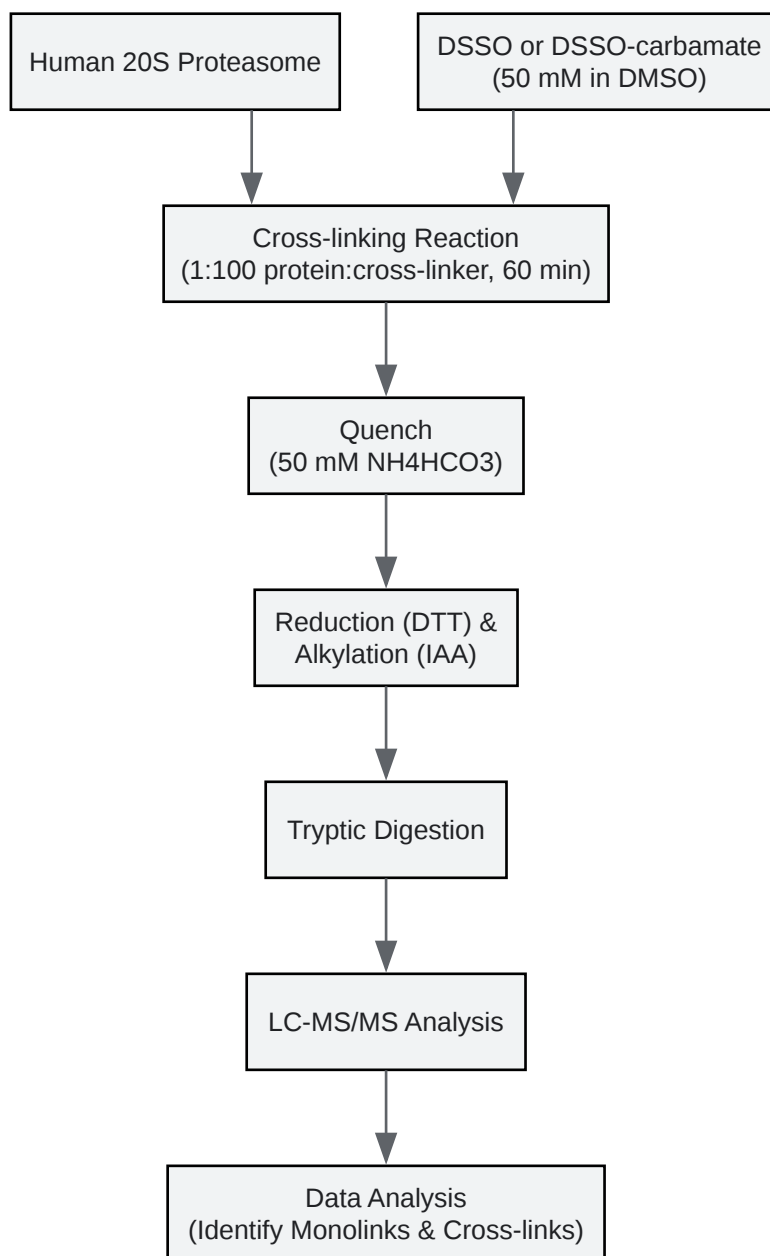 Human 20S Proteasome
DSSO or DSSO-carbamate
(50 mM in DMSO)
Cross-linking Reaction
(1:100 protein:cross-linker, 60 min)
Quench
(50 mM NH4HCO3)
Reduction (DTT) &
Alkylation (IAA)
Tryptic Digestion
LC-MS/MS Analysis
Data Analysis
(Identify Monolinks & Cross-links)